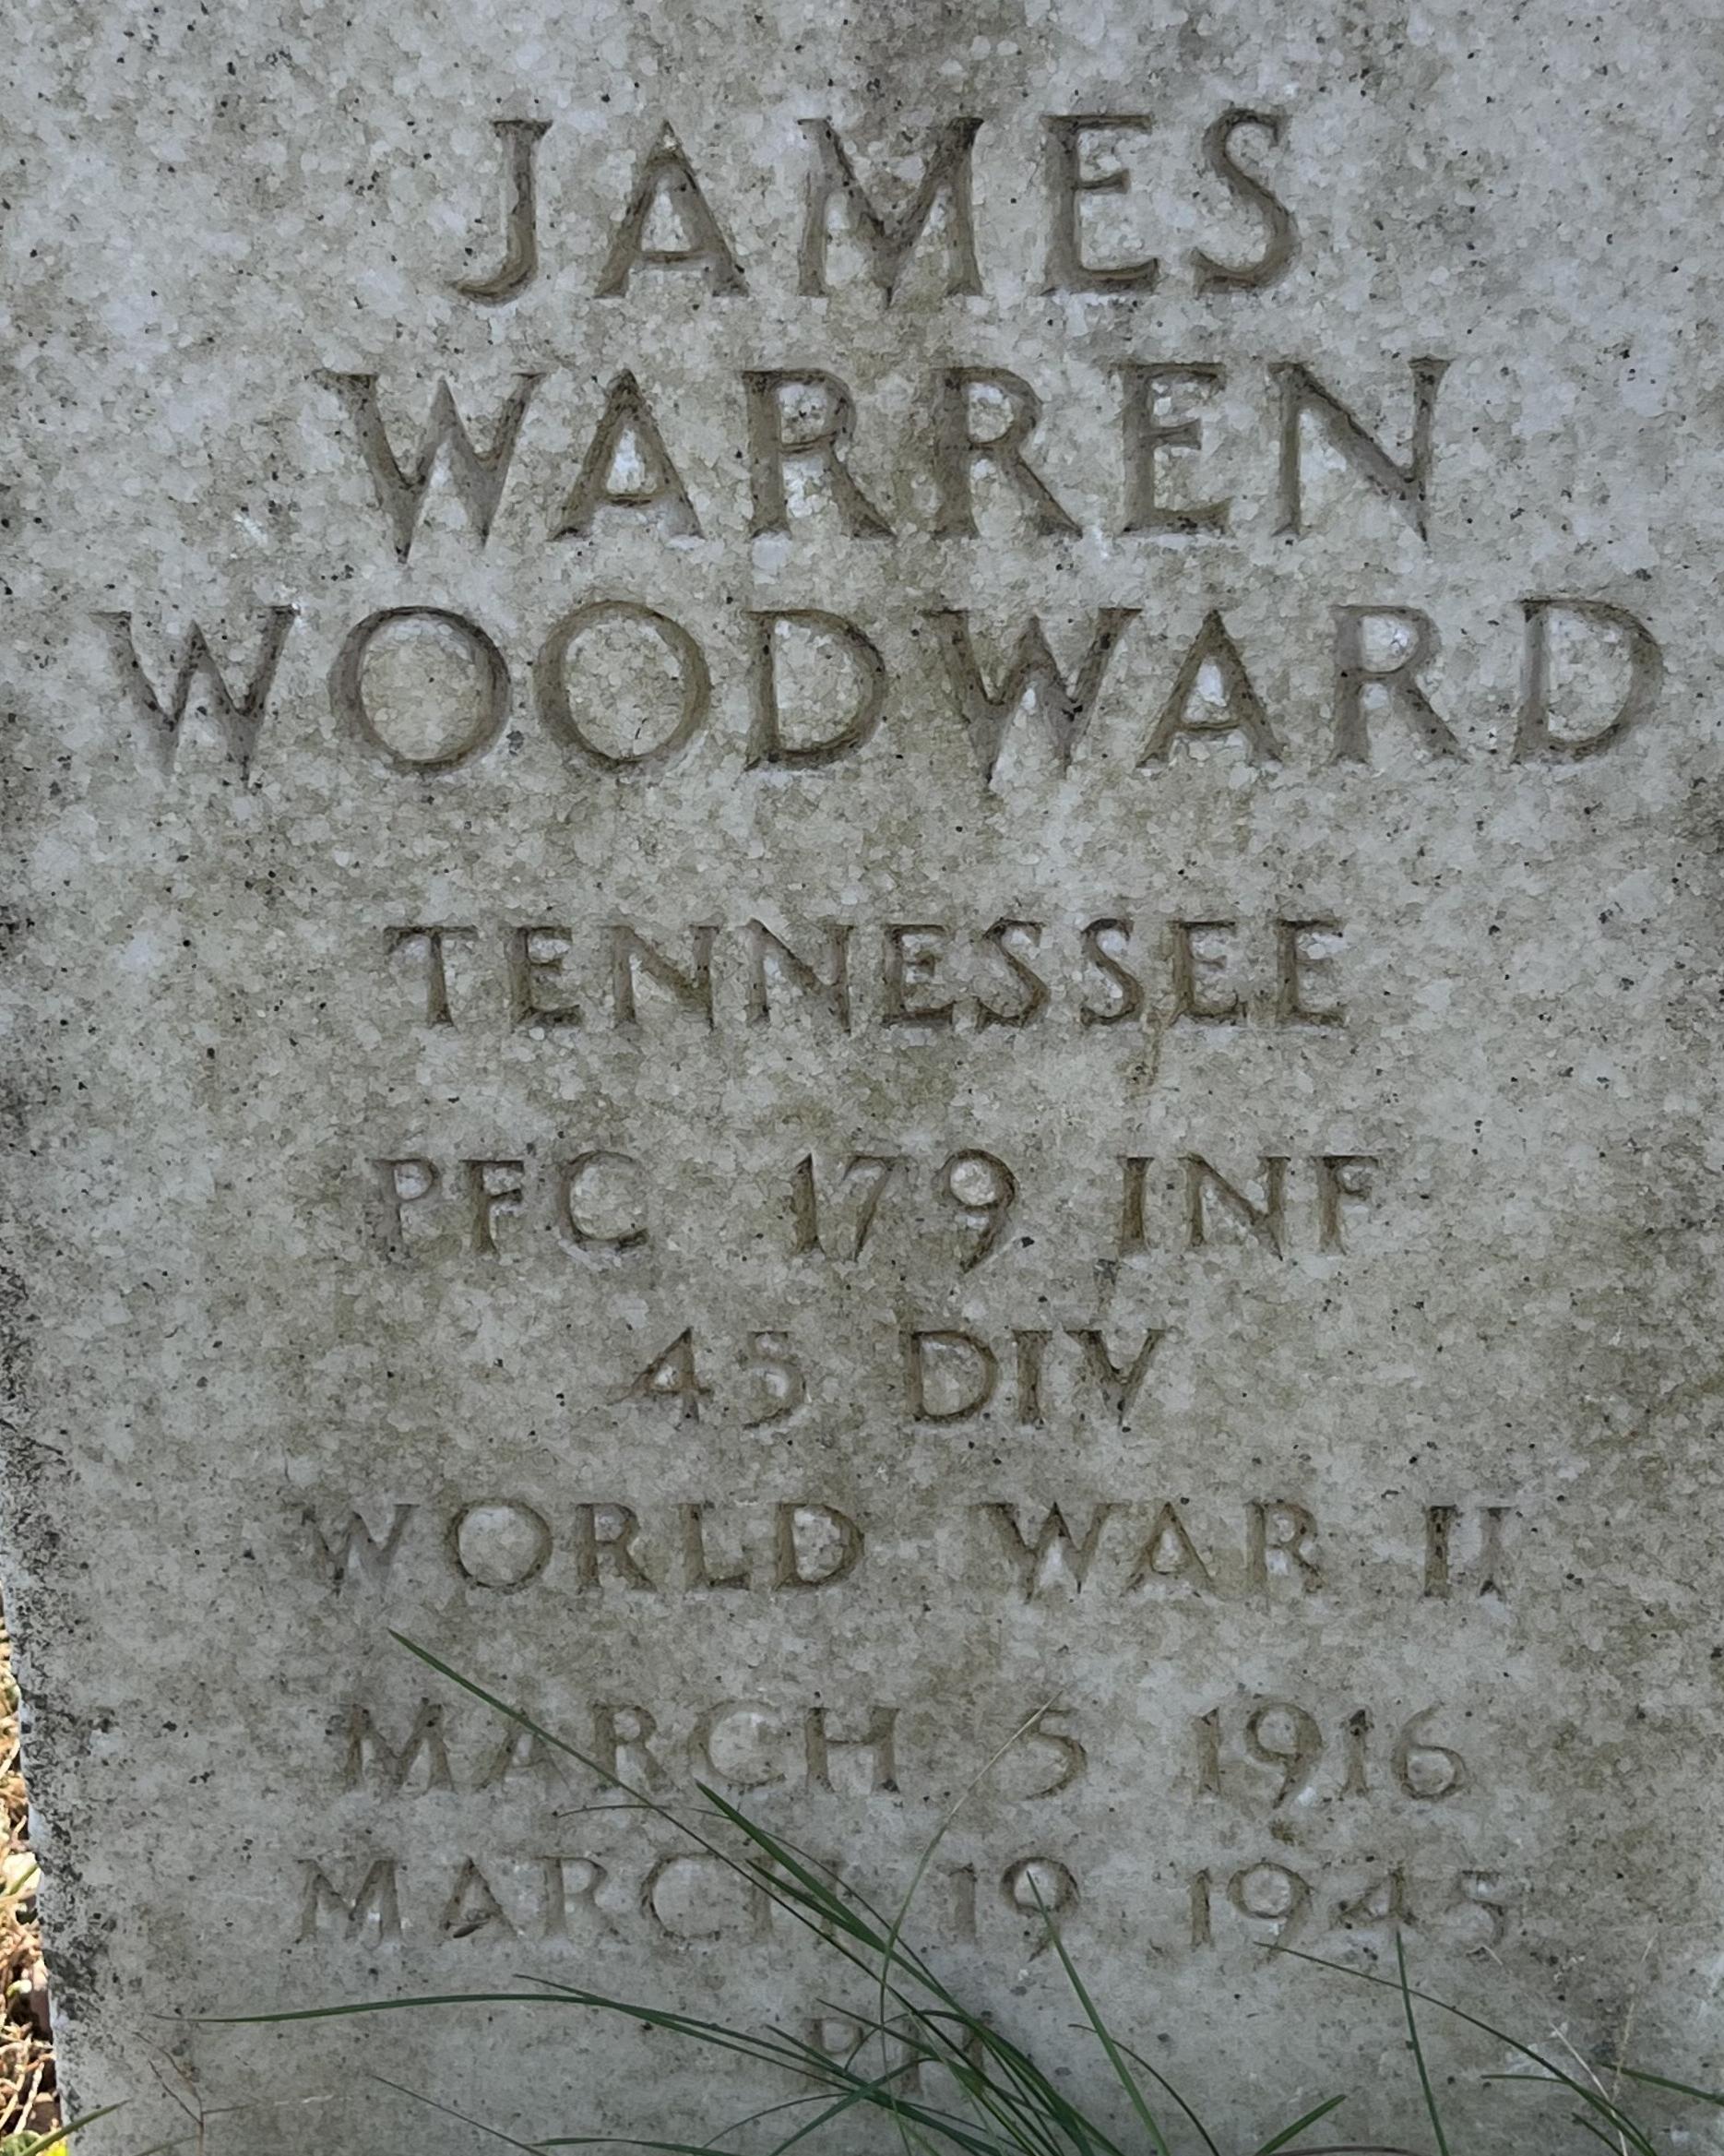 JAMES
WARREN
WOODWARD
TENNESSEE
PFC 179 INF
45 DIV
WORLD WAR II
MARCH 5 1916
MARCH 19 1945